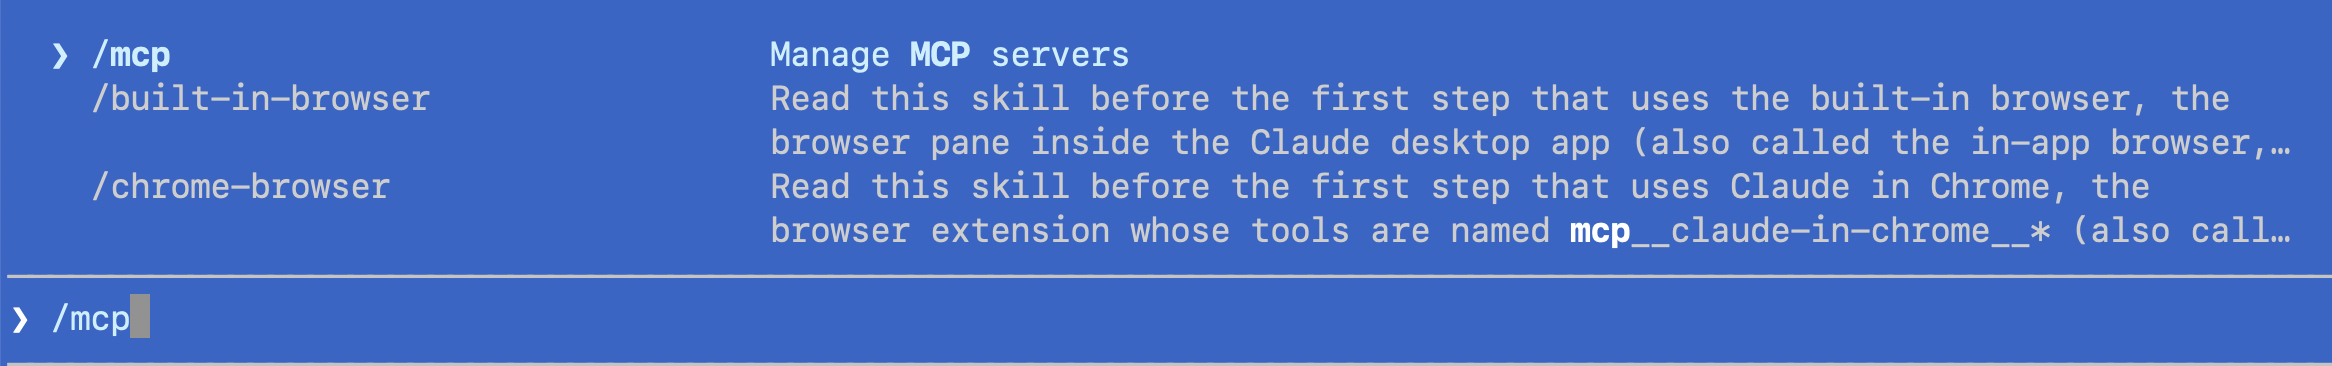 ❯ /mcp Manage MCP servers
/built-in-browser Read this skill before the first step that uses the built-in browser, the
browser pane inside the Claude desktop app (also called the in-app browser,…
/chrome-browser Read this skill before the first step that uses Claude in Chrome, the
browser extension whose tools are named mcp__claude-in-chrome__* (also call…
❯ /mcp